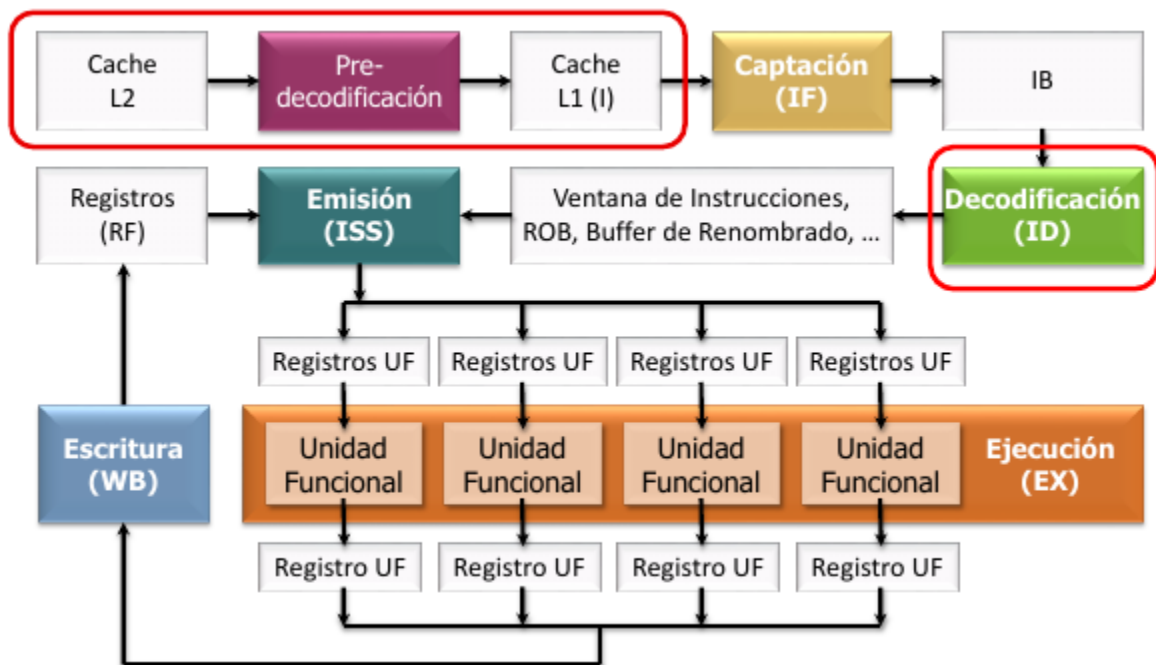 Cache
L2
Pre-
decodificación
Cache
L1 (I)
Captación
(IF)
IB
Registros
(RF)
Emisión
(ISS)
Ventana de Instrucciones,
ROB, Buffer de Renombrado, ...
Decodificación
(ID)
Registros UF
Registros UF
Registros UF
Registros UF
Escritura
(WB)
Unidad
Funcional
Unidad
Funcional
Unidad
Funcional
Unidad
Funcional
Ejecución
(EX)
Registro UF
Registro UF
Registro UF
Registro UF